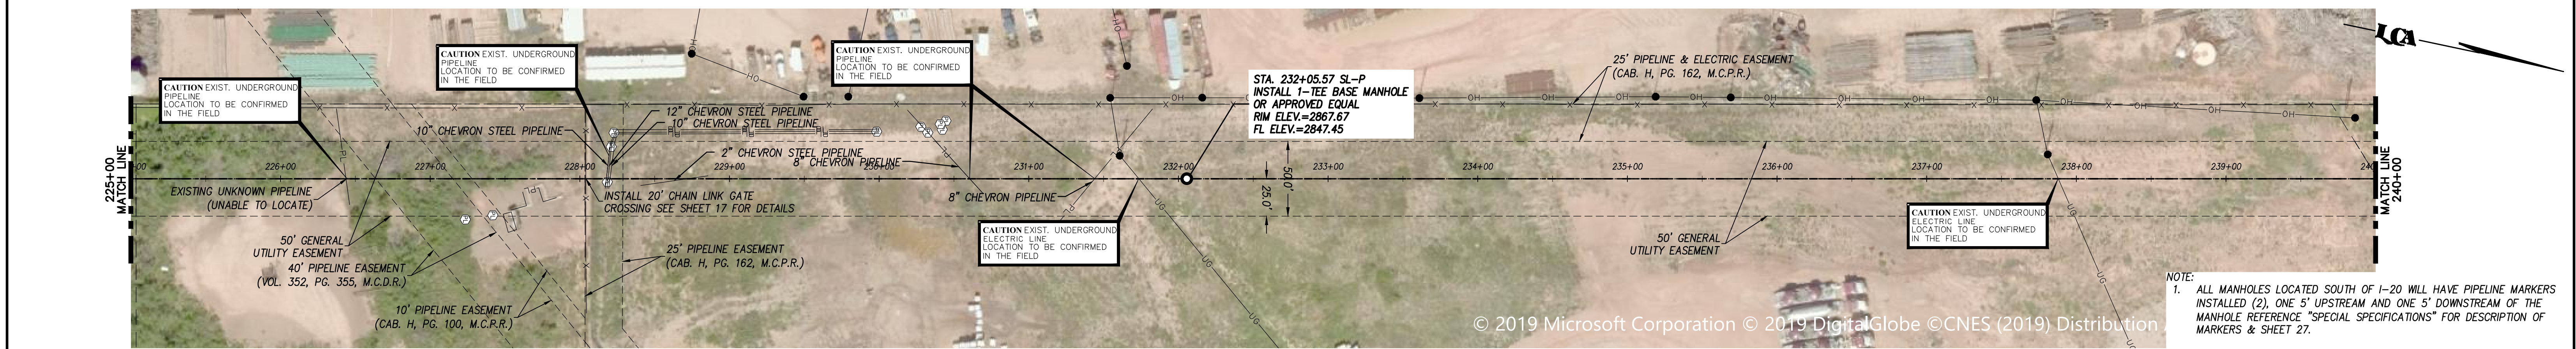 CAUTION EXIST. UNDERGROUND
PIPELINE
LOCATION TO BE CONFIRMED
IN THE FIELD
CAUTION EXIST. UNDERGROUND
PIPELINE
LOCATION TO BE CONFIRMED
IN THE FIELD
CAUTION EXIST. UNDERGROUND
PIPELINE
LOCATION TO BE CONFIRMED
IN THE FIELD
STA. 232+05.57 SL-P
INSTALL 1-TEE BASE MANHOLE
OR APPROVED EQUAL
RIM ELEV.=2867.67
FL ELEV.=2847.45
25' PIPELINE & ELECTRIC EASEMENT
(CAB. H, PG. 162, M.C.P.R.)
12" CHEVRON STEEL PIPELINE
10" CHEVRON STEEL PIPELINE
10" CHEVRON STEEL PIPELINE
2" CHEVRON STEEL PIPELINE
8" CHEVRON PIPELINE
225+00
MATCH LINE
226+00
227+00
228+00
229+00
230+00
231+00
232+00
233+00
234+00
235+00
236+00
237+00
238+00
239+00
MATCH LINE
240+00
EXISTING UNKNOWN PIPELINE
(UNABLE TO LOCATE)
INSTALL 20' CHAIN LINK GATE
CROSSING SEE SHEET 17 FOR DETAILS
8" CHEVRON PIPELINE
25.0'
50.0'
50' GENERAL
UTILITY EASEMENT
40' PIPELINE EASEMENT
(VOL. 352, PG. 355, M.C.D.R.)
10' PIPELINE EASEMENT
(CAB. H, PG. 100, M.C.P.R.)
25' PIPELINE EASEMENT
(CAB. H, PG. 162, M.C.P.R.)
CAUTION EXIST. UNDERGROUND
ELECTRIC LINE
LOCATION TO BE CONFIRMED
IN THE FIELD
50' GENERAL
UTILITY EASEMENT
CAUTION EXIST. UNDERGROUND
ELECTRIC LINE
LOCATION TO BE CONFIRMED
IN THE FIELD
NOTE:
1. ALL MANHOLES LOCATED SOUTH OF I-20 WILL HAVE PIPELINE MARKERS
INSTALLED (2), ONE 5' UPSTREAM AND ONE 5' DOWNSTREAM OF THE
MANHOLE REFERENCE "SPECIAL SPECIFICATIONS" FOR DESCRIPTION OF
MARKERS & SHEET 27.
© 2019 Microsoft Corporation © 2019 DigitalGlobe ©CNES (2019) Distribution